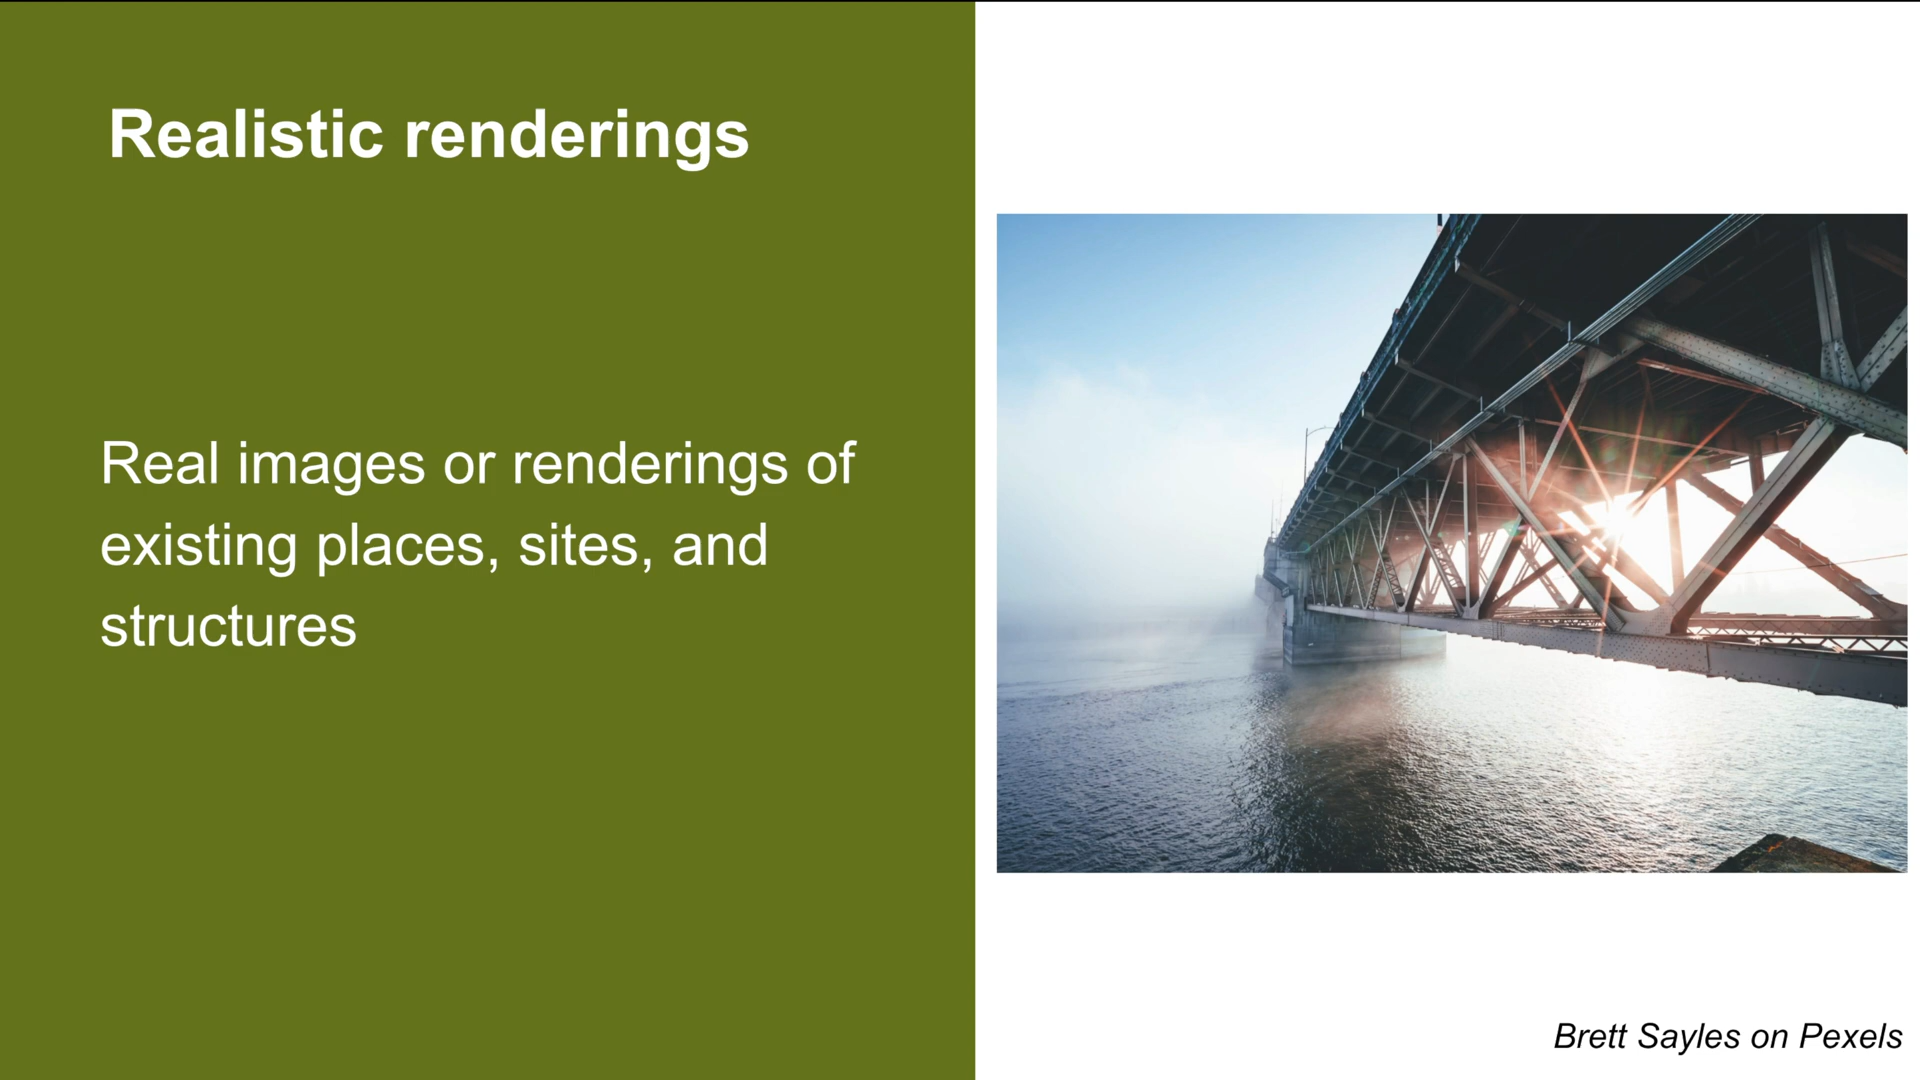 Realistic renderings
Real images or renderings of
existing places, sites, and
structures
Brett Sayles on Pexels